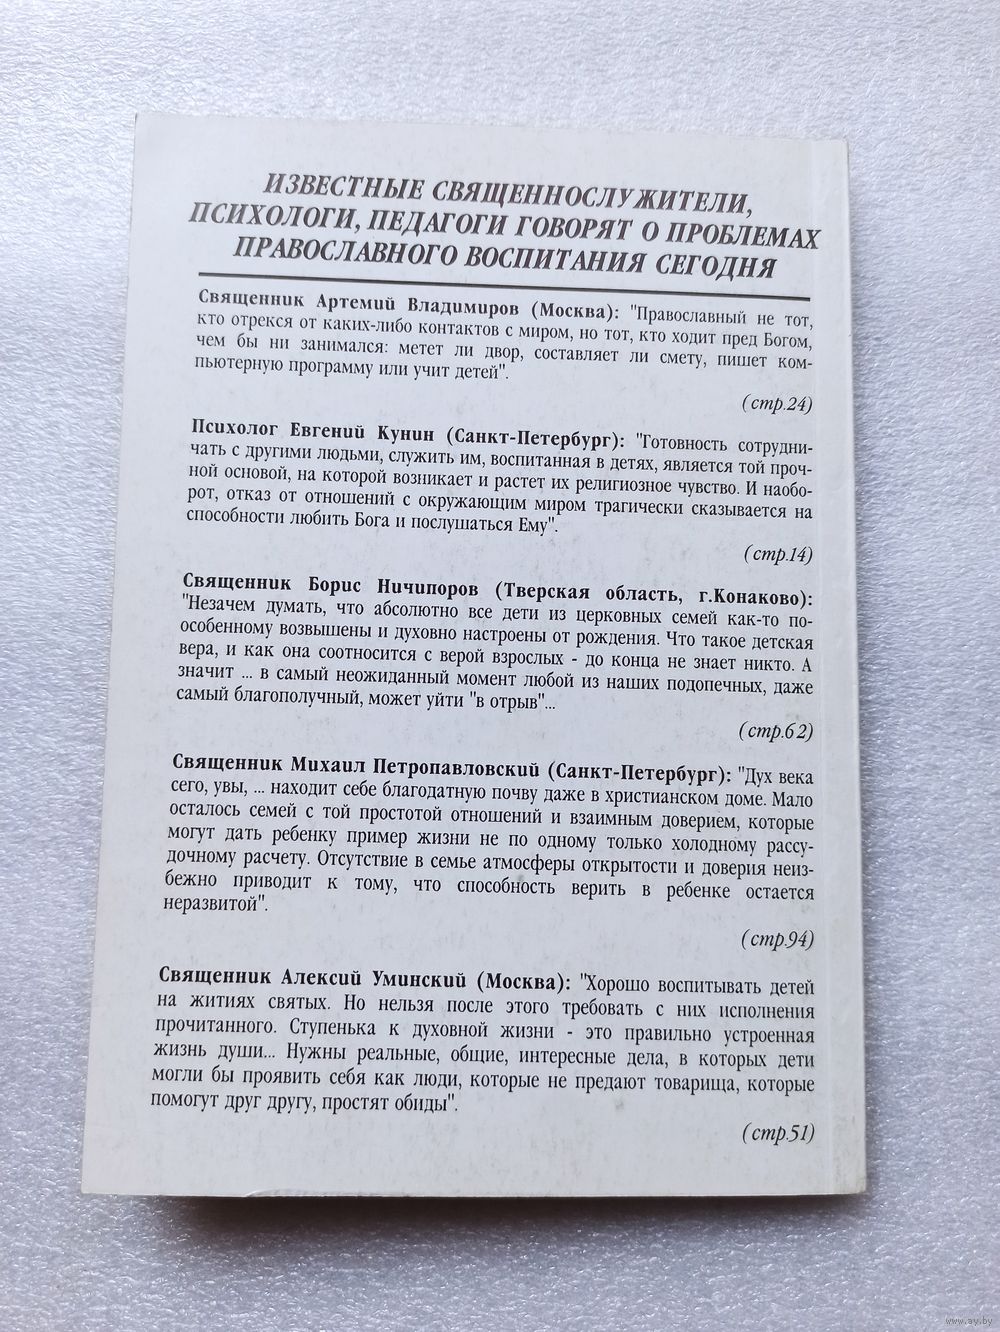 ИЗВЕСТНЫЕ СВЯЩЕННОСЛУЖИТЕЛИ,
ПСИХОЛОГИ, ПЕДАГОГИ ГОВОРЯТ О ПРОБЛЕМАХ
ПРАВОСЛАВНОГО ВОСПИТАНИЯ СЕГОДНЯ
Священник Артемий Владимиров (Москва): "Православный не тот,
кто отрекся от каких-либо контактов с миром, но тот, кто ходит пред Богом,
чем бы ни занимался: метет ли двор, составляет ли смету, пишет ком-
пьютерную программу или учит детей".
(стр.24)
Психолог Евгений Кунин (Санкт-Петербург): "Готовность сотрудни-
чать с другими людьми, служить им, воспитанная в детях, является той проч-
ной основой, на которой возникает и растет их религиозное чувство. И наобо-
рот, отказ от отношений с окружающим миром трагически сказывается на
способности любить Бога и послушаться Ему".
(стр.14)
Священник Борис Ничипоров (Тверская область, г.Конаково):
"Незачем думать, что абсолютно все дети из церковных семей как-то по-
особенному возвышены и духовно настроены от рождения. Что такое детская
вера, и как она соотносится с верой взрослых - до конца не знает никто. А
значит ... в самый неожиданный момент любой из наших подопечных, даже
самый благополучный, может уйти "в отрыв"...
(стр.62)
Священник Михаил Петропавловский (Санкт-Петербург): "Дух века
сего, увы, ... находит себе благодатную почву даже в христианском доме. Мало
осталось семей с той простотой отношений и взаимным доверием, которые
могут дать ребенку пример жизни не по одному только холодному рассу-
дочному расчету. Отсутствие в семье атмосферы открытости и доверия неиз-
бежно приводит к тому, что способность верить в ребенке остается
неразвитой".
(стр.94)
Священник Алексий Уминский (Москва): "Хорошо воспитывать детей
на житиях святых. Но нельзя после этого требовать с них исполнения
прочитанного. Ступенька к духовной жизни - это правильно устроенная
жизнь души... Нужны реальные, общие, интересные дела, в которых дети
могли бы проявить себя как люди, которые не предают товарища, которые
помогут друг другу, простят обиды".
(стр.51)
www.ay.by